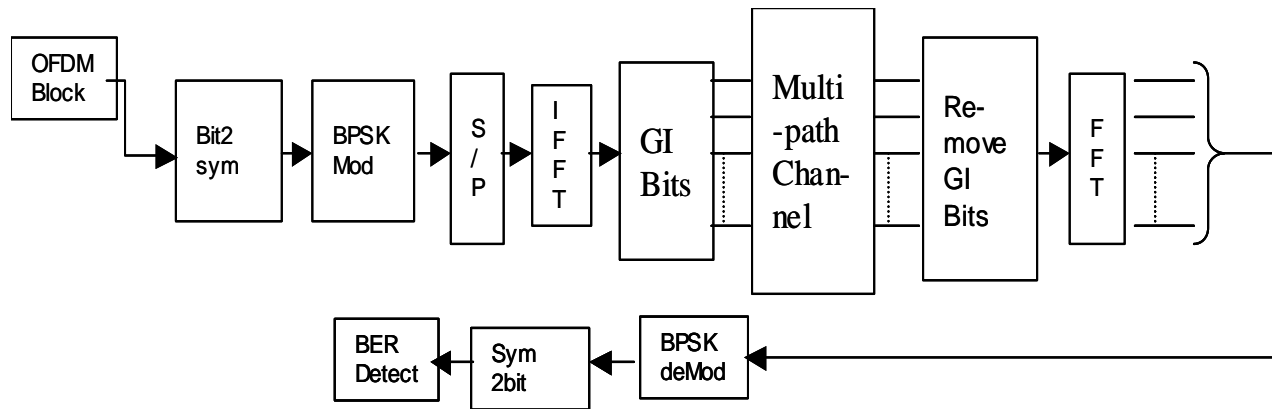 OFDM
Block
Bit2
sym
BPSK
Mod
S
/
P
I
F
F
T
GI
Bits
Multi
-path
Chan-
nel
Re-
move
GI
Bits
F
F
T
BER
Detect
Sym
2bit
BPSK
deMod